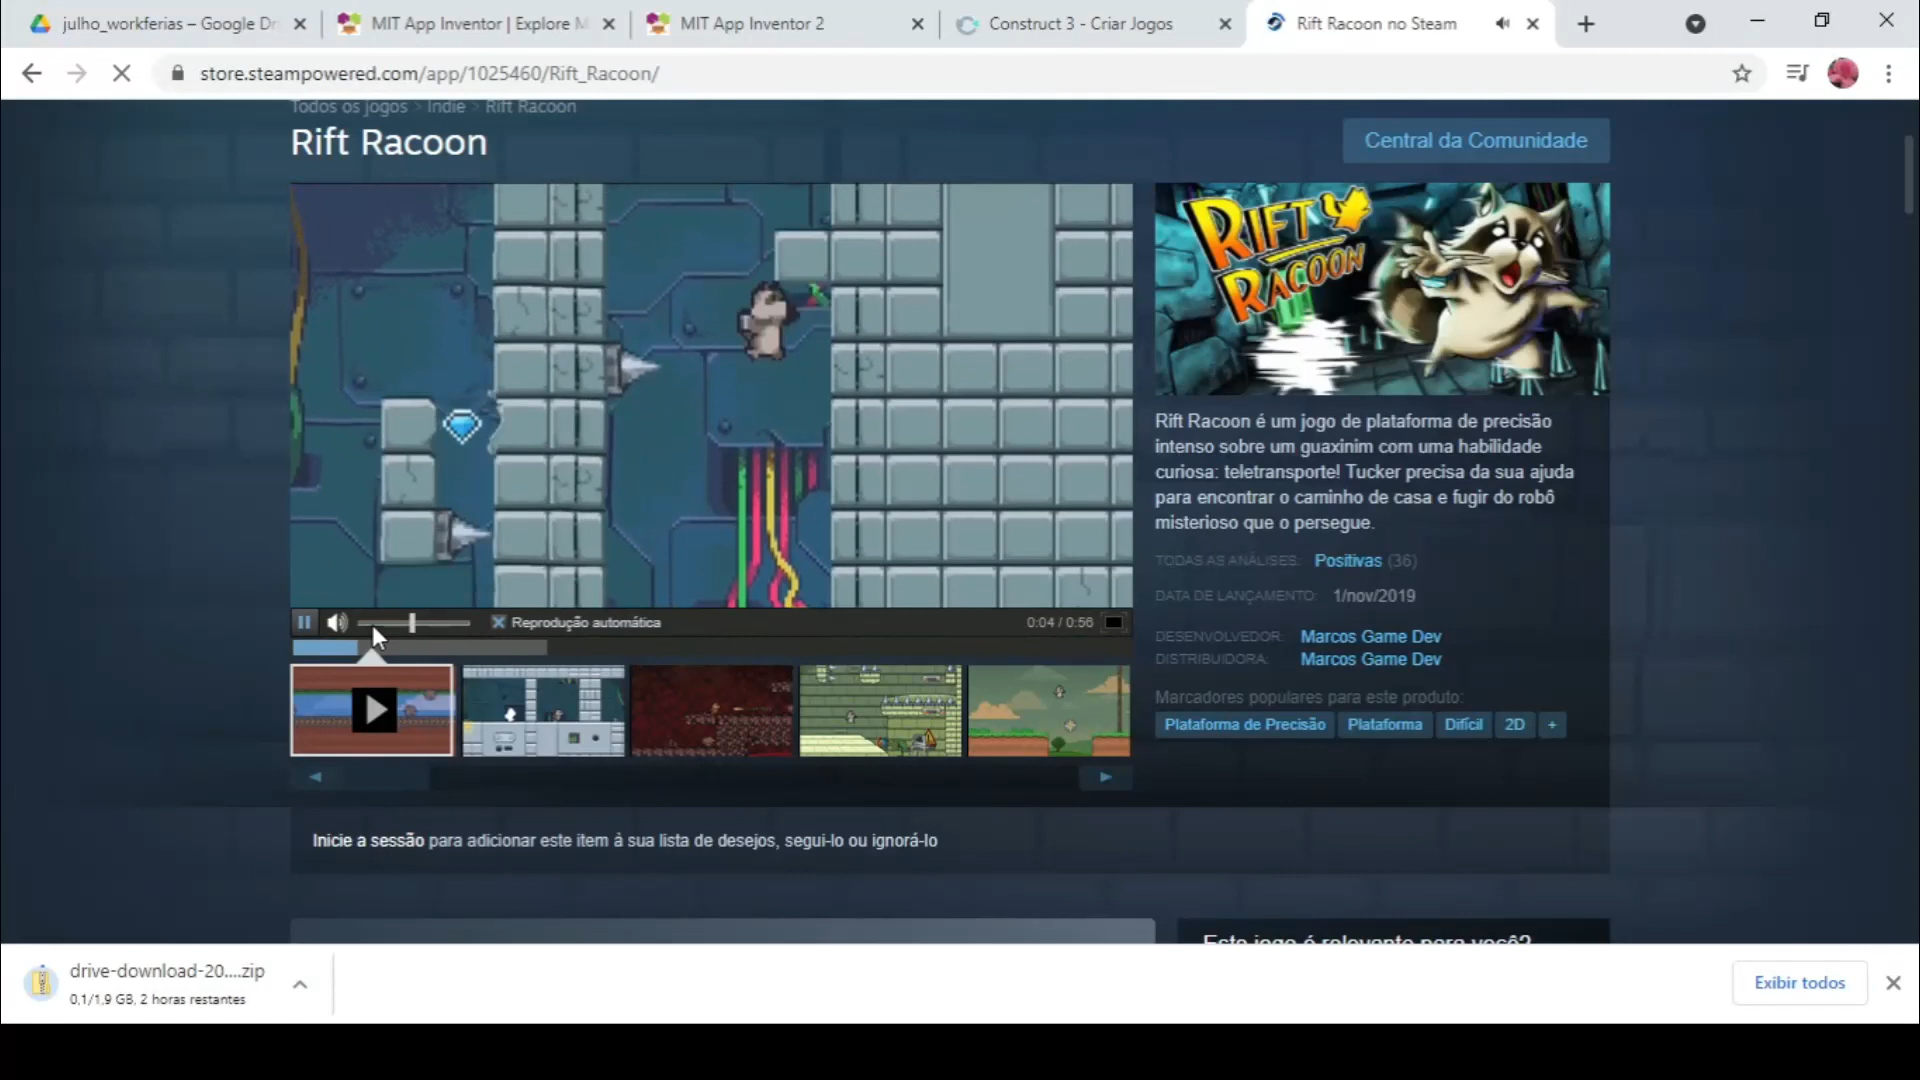 julho_workferias – Google Dr
MIT App Inventor | Explore M
MIT App Inventor 2
Construct 3 - Criar Jogos
Rift Racoon no Steam
store.steampowered.com/app/1025460/Rift_Racoon/
Todos os jogos > Indie > Rift Racoon
Rift Racoon
Central da Comunidade
RIFT
RACOON
Rift Racoon é um jogo de plataforma de precisão
intenso sobre um guaxinim com uma habilidade
curiosa: teletransporte! Tucker precisa da sua ajuda
para encontrar o caminho de casa e fugir do robô
misterioso que o persegue.
TODAS AS ANÁLISES: Positivas (36)
DATA DE LANÇAMENTO: 1/nov/2019
DESENVOLVEDOR: Marcos Game Dev
DISTRIBUIDORA: Marcos Game Dev
Marcadores populares para este produto:
Plataforma de Precisão Plataforma Difícil 2D +
Reprodução automática 0:04 / 0:56
Inicie a sessão para adicionar este item à sua lista de desejos, segui-lo ou ignorá-lo
Este jogo é relevante para você?
drive-download-20....zip
0,1/1,9 GB, 2 horas restantes
Exibir todos